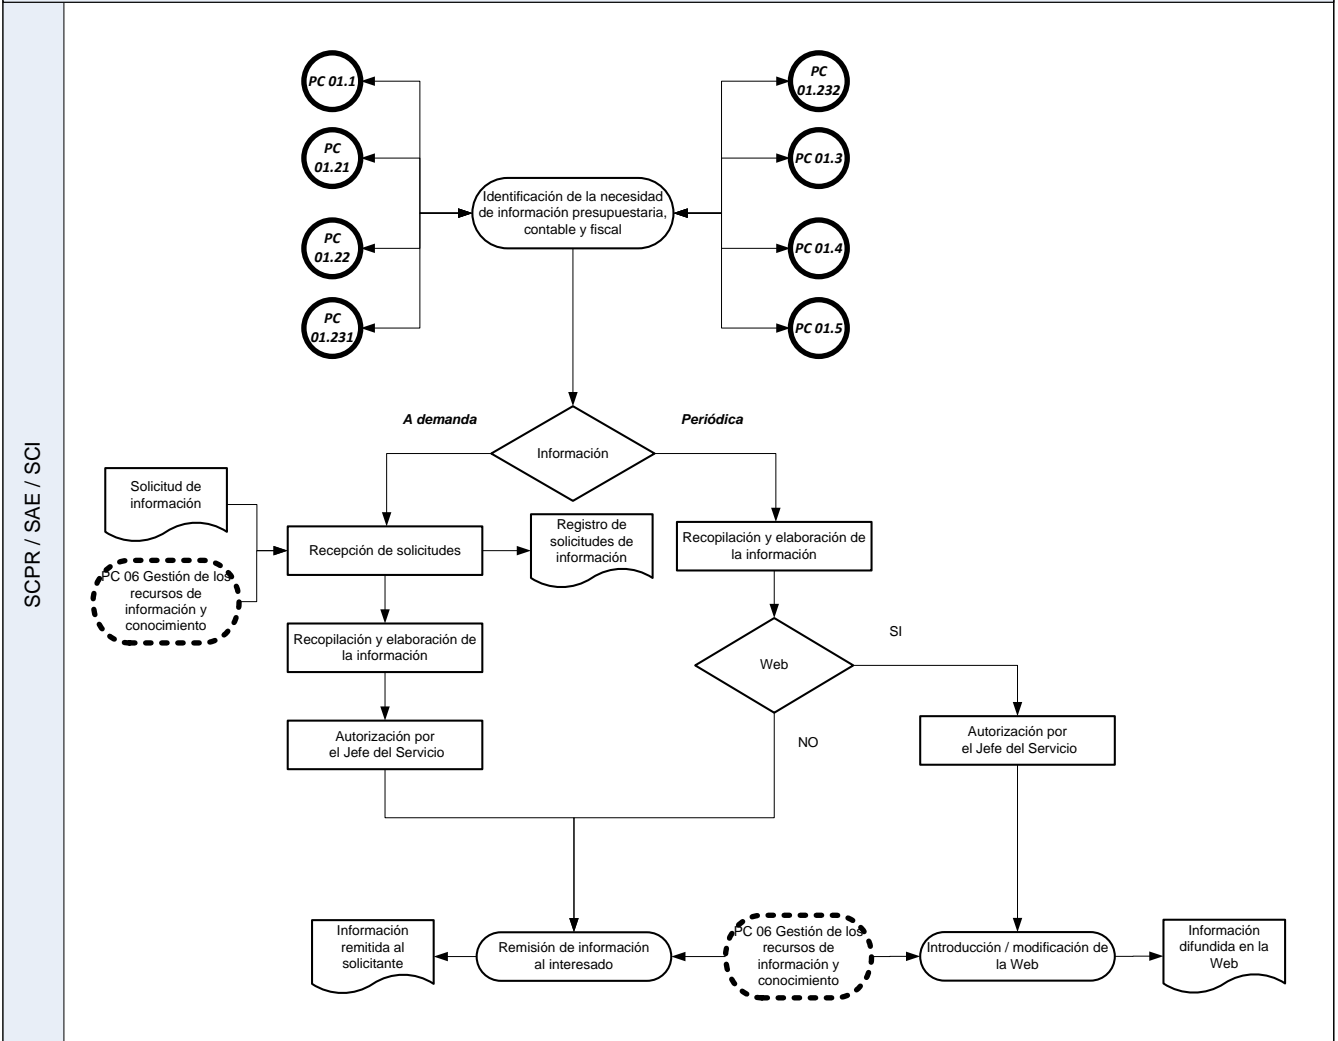 SCPR / SAE / SCI
PC 01.1
PC
01.232
PC
01.21
PC 01.3
Identificación de la necesidad
de información presupuestaria,
contable y fiscal
PC
01.22
PC 01.4
PC
01.231
PC 01.5
A demanda
Periódica
Información
Solicitud de
información
Registro de
solicitudes de
información
Recopilación y elaboración de
la información
Recepción de solicitudes
PC 06 Gestión de los
recursos de
información y
conocimiento
Recopilación y elaboración de
la información
SI
Web
Autorización por
el Jefe del Servicio
NO
Autorización por
el Jefe del Servicio
Información
remitida al
solicitante
Remisión de información
al interesado
PC 06 Gestión de los
recursos de
información y
conocimiento
Introducción / modificación de
la Web
Información
difundida en la
Web